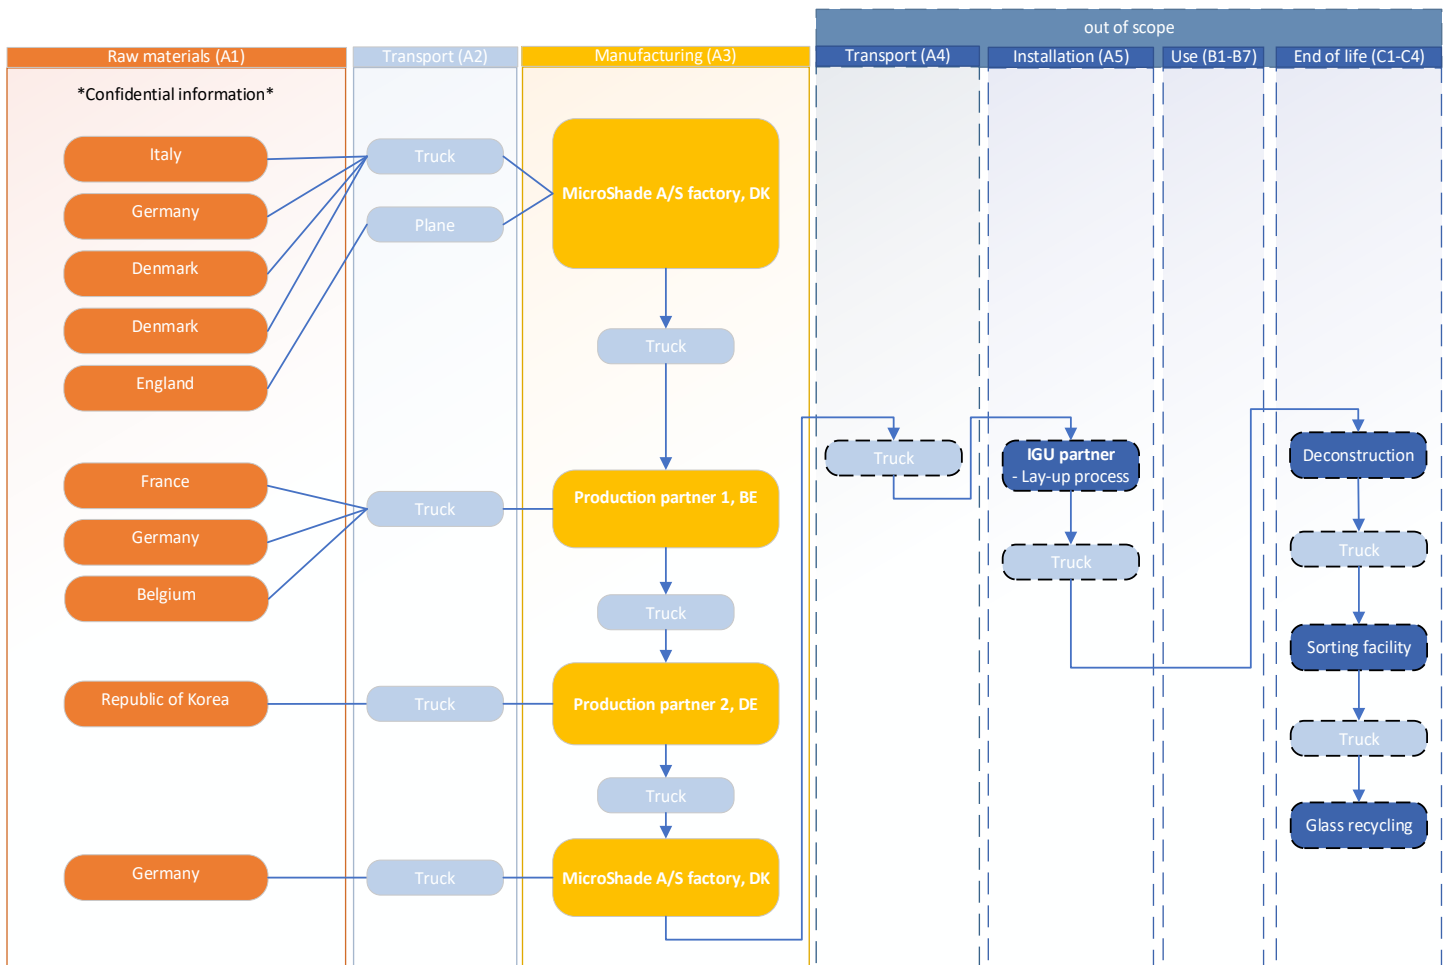 out of scope
Raw materials (A1)
Transport (A2)
Manufacturing (A3)
Transport (A4)
Installation (A5)
Use (B1-B7)
End of life (C1-C4)
*Confidential information*
Italy
Germany
Denmark
Denmark
England
Truck
Plane
MicroShade A/S factory, DK
Truck
France
Germany
Belgium
Truck
Production partner 1, BE
Truck
Republic of Korea
Truck
Production partner 2, DE
Truck
Germany
Truck
MicroShade A/S factory, DK
Truck
IGU partner
- Lay-up process
Truck
Deconstruction
Truck
Sorting facility
Truck
Glass recycling